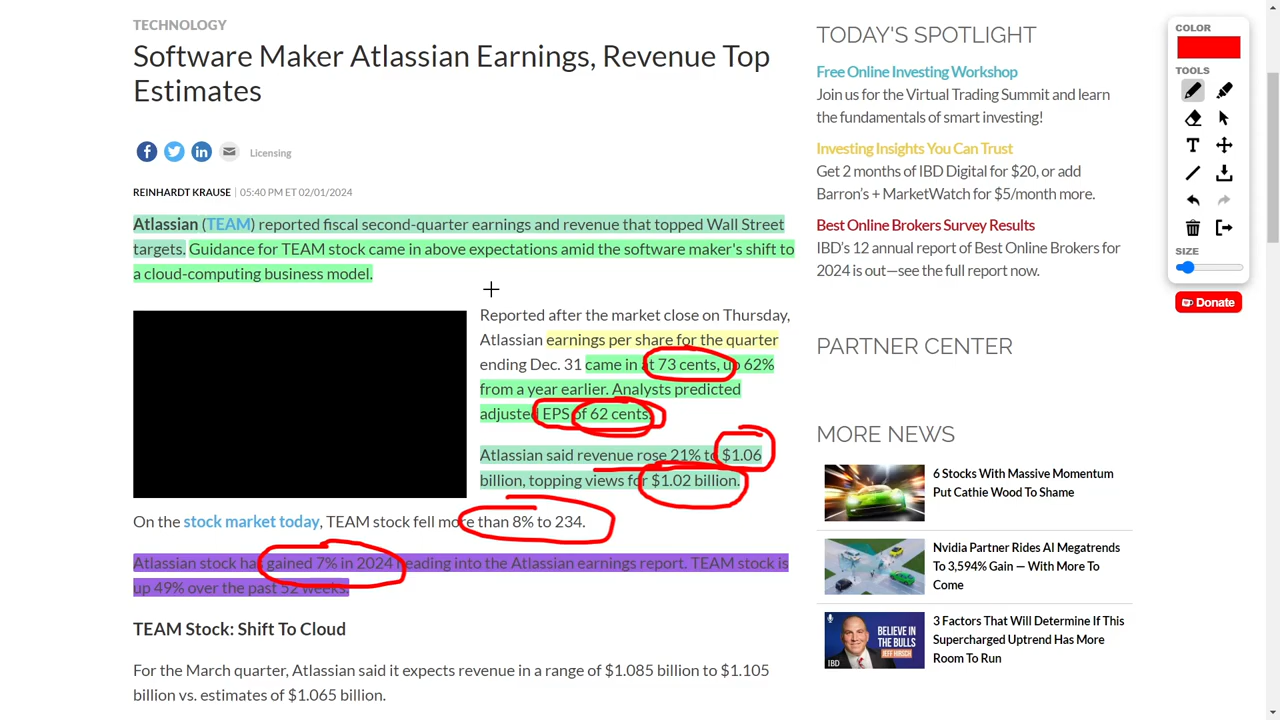 TECHNOLOGY
Software Maker Atlassian Earnings, Revenue Top
Estimates
Licensing
REINHARDT KRAUSE | 05:40 PM ET 02/01/2024
Atlassian (TEAM) reported fiscal second-quarter earnings and revenue that topped Wall Street
targets. Guidance for TEAM stock came in above expectations amid the software maker's shift to
a cloud-computing business model.
Reported after the market close on Thursday,
Atlassian earnings per share for the quarter
ending Dec. 31 came in at 73 cents, up 62%
from a year earlier. Analysts predicted
adjusted EPS of 62 cents.
Atlassian said revenue rose 21% to $1.06
billion, topping views for $1.02 billion.
On the stock market today, TEAM stock fell more than 8% to 234.
Atlassian stock has gained 7% in 2024 heading into the Atlassian earnings report. TEAM stock is
up 49% over the past 52 weeks.
TEAM Stock: Shift To Cloud
For the March quarter, Atlassian said it expects revenue in a range of $1.085 billion to $1.105
billion vs. estimates of $1.065 billion.
TODAY'S SPOTLIGHT
Free Online Investing Workshop
Join us for the Virtual Trading Summit and learn
the fundamentals of smart investing!
Investing Insights You Can Trust
Get 2 months of IBD Digital for $20, or add
Barron's + MarketWatch for $5/month more.
Best Online Brokers Survey Results
IBD's 12 annual report of Best Online Brokers for
2024 is out—see the full report now.
PARTNER CENTER
MORE NEWS
6 Stocks With Massive Momentum
Put Cathie Wood To Shame
Nvidia Partner Rides AI Megatrends
To 3,594% Gain — With More To
Come
BELIEVE IN
THE BULLS
JEFF HIRSCH
IBD
3 Factors That Will Determine If This
Supercharged Uptrend Has More
Room To Run
COLOR
TOOLS
T
SIZE
Donate